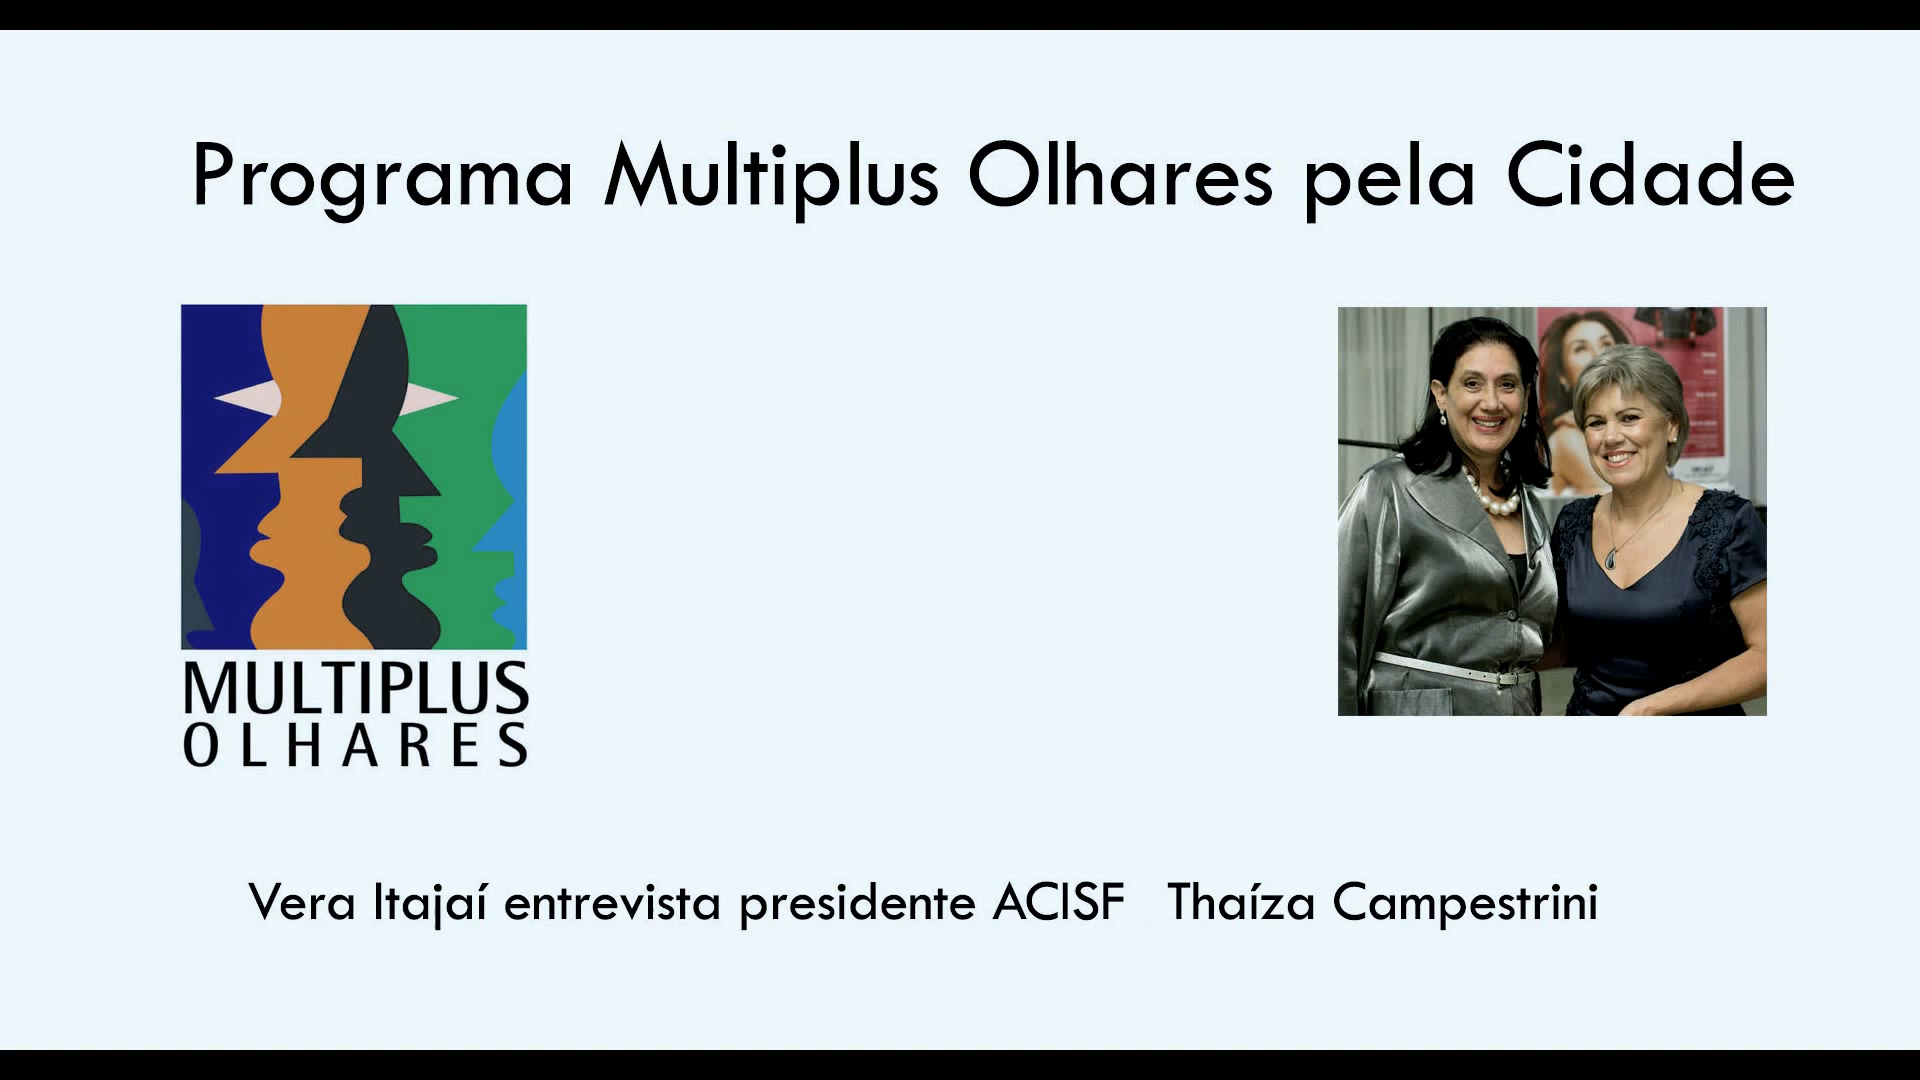 Programa Multiplus Olhares pela Cidade
MULTIPLUS
OLHARES
Vera Itajaí entrevista presidente ACISF Thaíza Campestrini